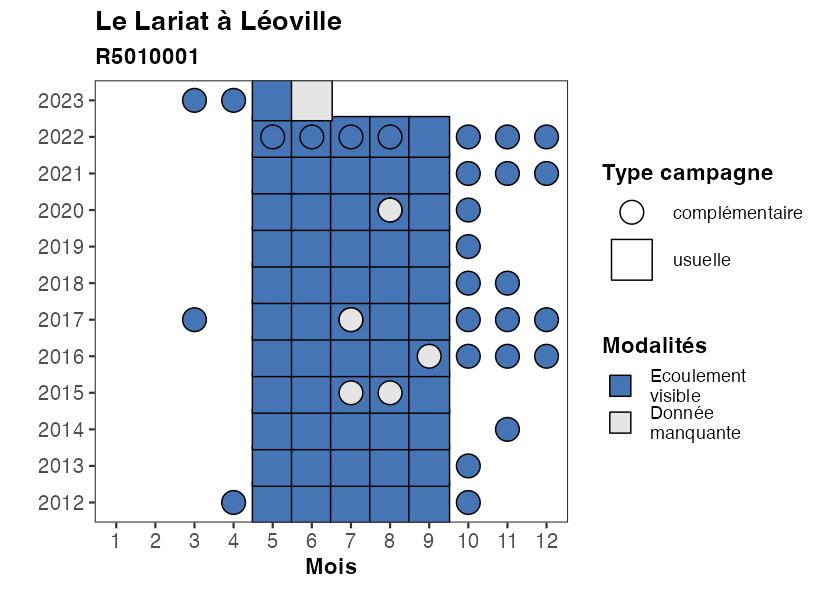 Le Lariat à Léoville
R5010001
2023
2022
2021
2020
2019
2018
2017
2016
2015
2014
2013
2012
1 2 3 4 5 6 7 8 9 10 11 12
Mois
Type campagne
complémentaire
usuelle
Modalités
Ecoulement
visible
Donnée
manquante